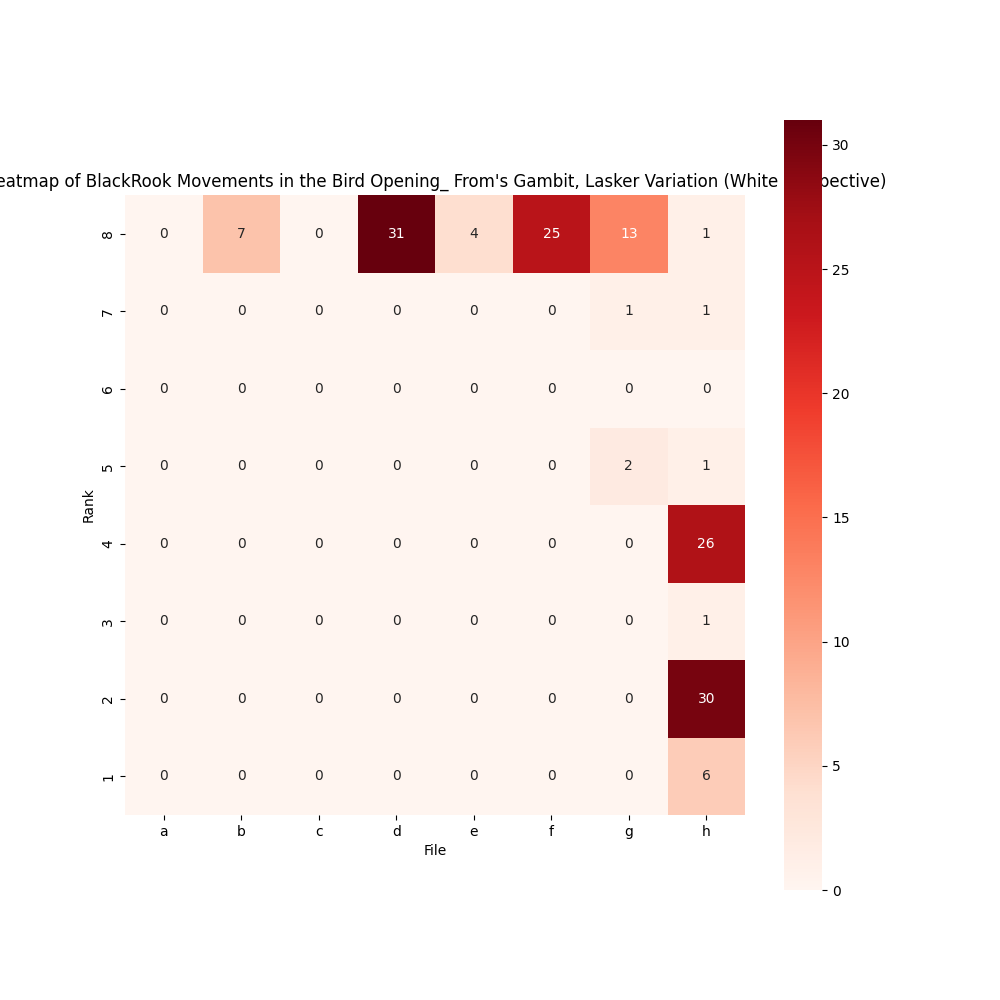 eatmap of BlackRook Movements in the Bird Opening_ From's Gambit, Lasker Variation (White pective)
8 0 7 0 31 4 25 13 1
7 0 0 0 0 0 0 1 1
6 0 0 0 0 0 0 0 0
5 0 0 0 0 0 0 2 1
4 0 0 0 0 0 0 0 26
3 0 0 0 0 0 0 0 1
2 0 0 0 0 0 0 0 30
1 0 0 0 0 0 0 0 6
a b c d e f g h
File
Rank
30
25
20
15
10
5
0